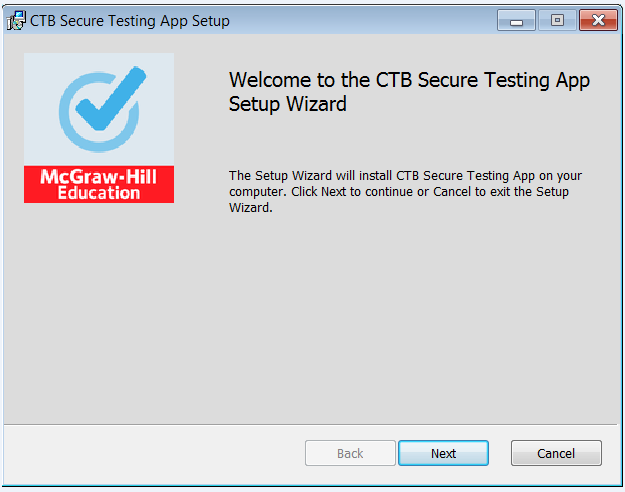 CTB Secure Testing App Setup
Welcome to the CTB Secure Testing App
Setup Wizard
McGraw-Hill
Education
The Setup Wizard will install CTB Secure Testing App on your
computer. Click Next to continue or Cancel to exit the Setup
Wizard.
Back
Next
Cancel